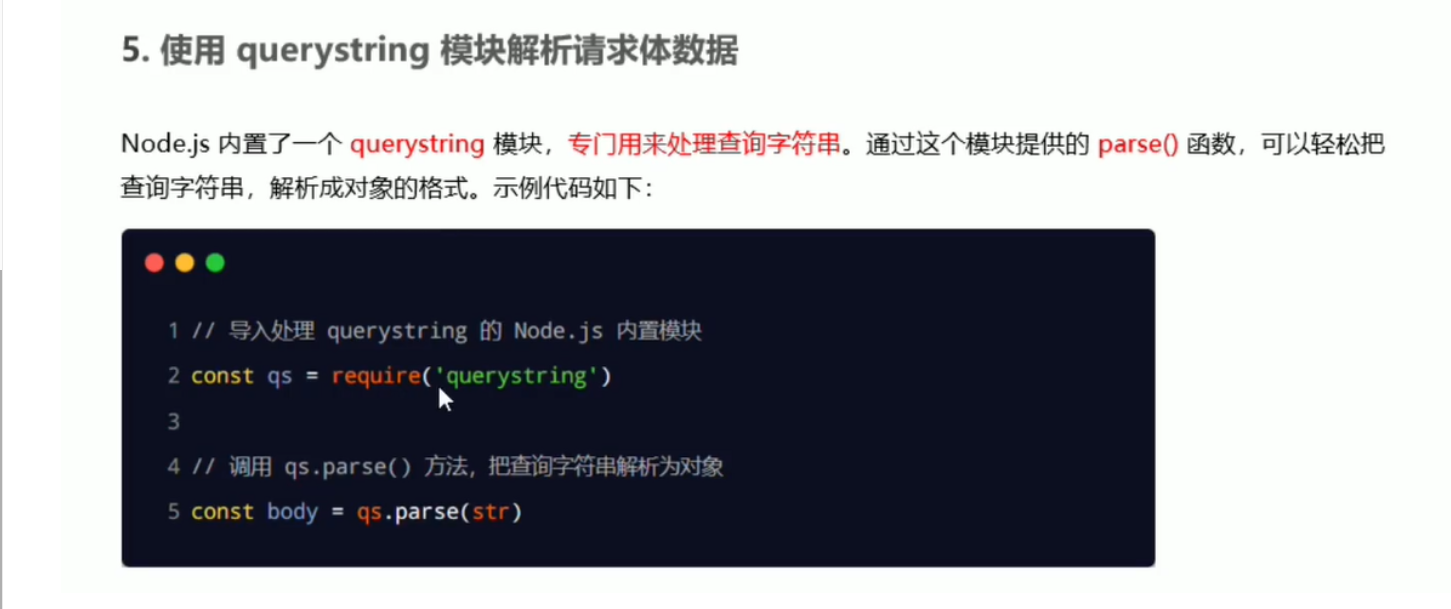 5. 使用 querystring 模块解析请求体数据
Node.js 内置了一个 querystring 模块，专门用来处理查询字符串。通过这个模块提供的 parse() 函数，可以轻松把
查询字符串，解析成对象的格式。示例代码如下：
1 // 导入处理 querystring 的 Node.js 内置模块
2 const qs = require('querystring')
3
4 // 调用 qs.parse() 方法，把查询字符串解析为对象
5 const body = qs.parse(str)